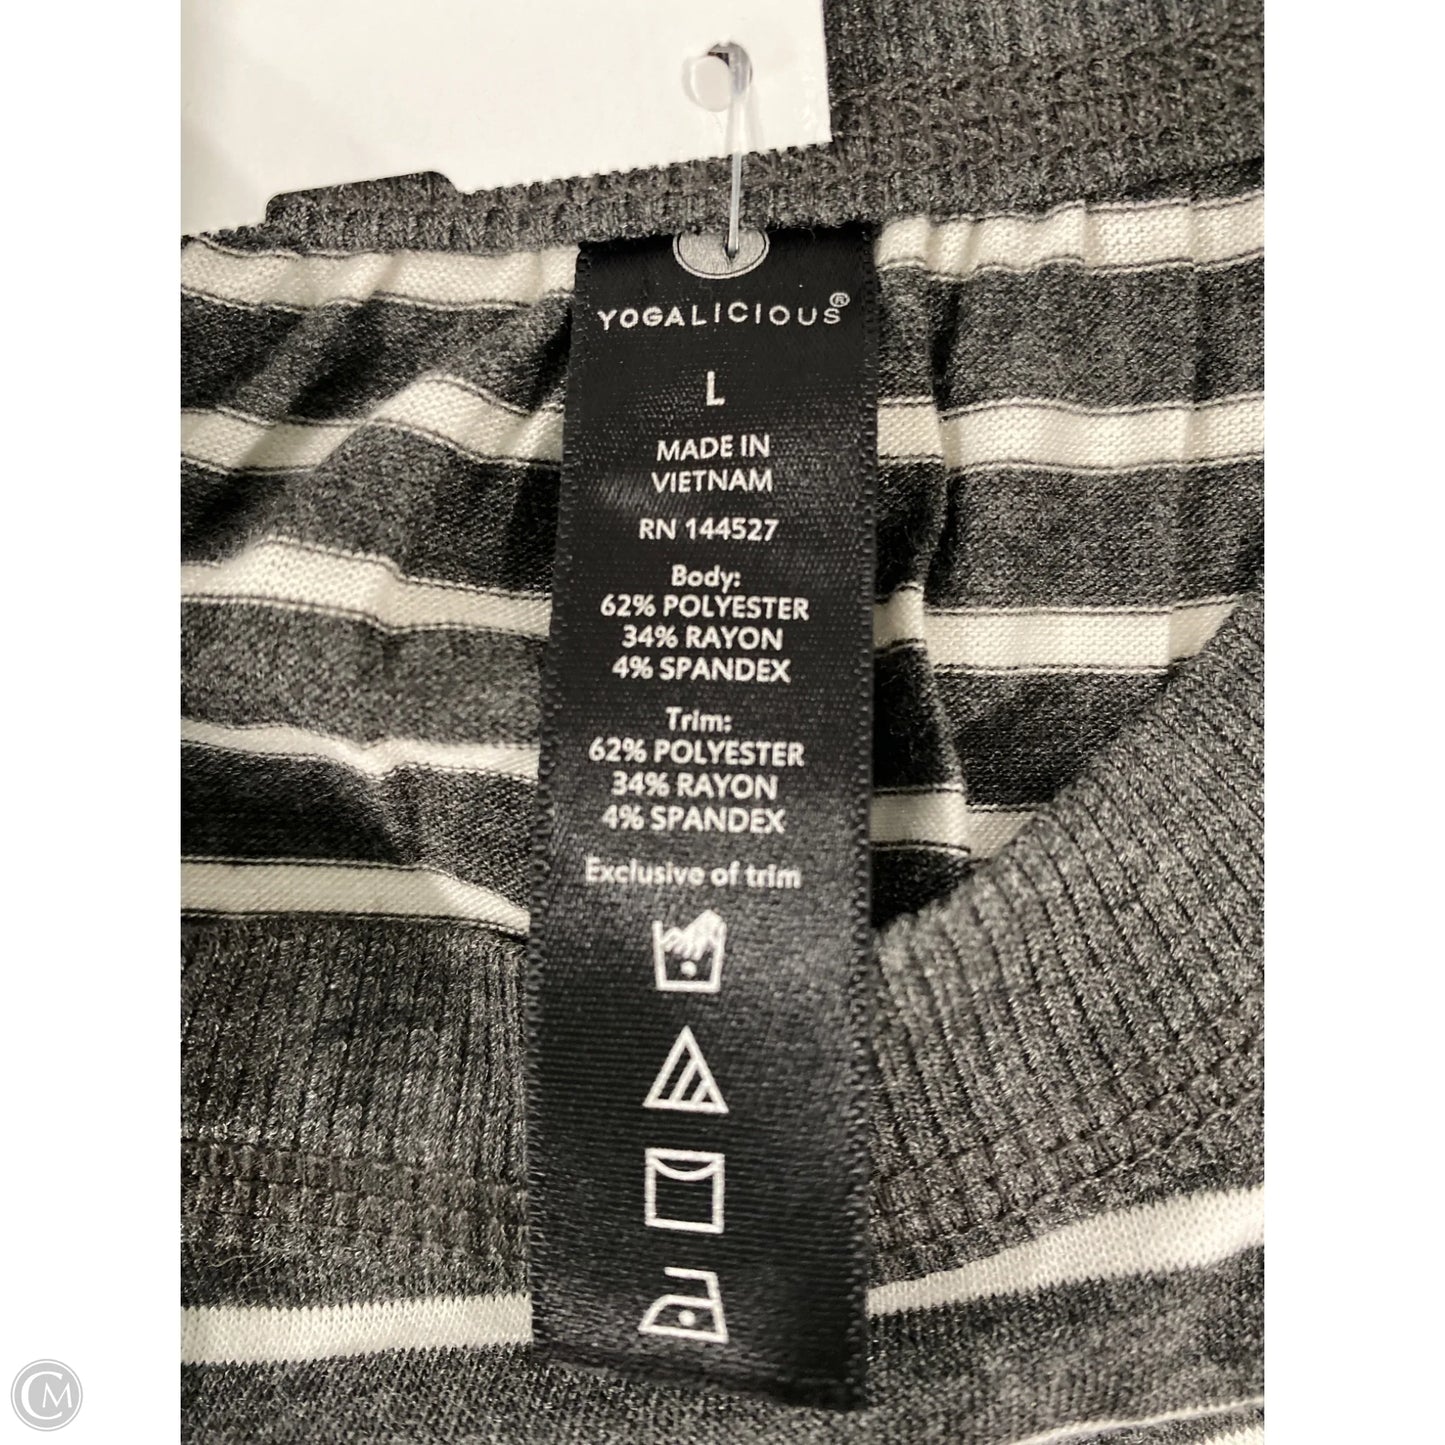 YOGALICIOUS®
L
MADE IN
VIETNAM
RN 144527
Body:
62% POLYESTER
34% RAYON
4% SPANDEX
Trim:
62% POLYESTER
34% RAYON
4% SPANDEX
Exclusive of trim
CM